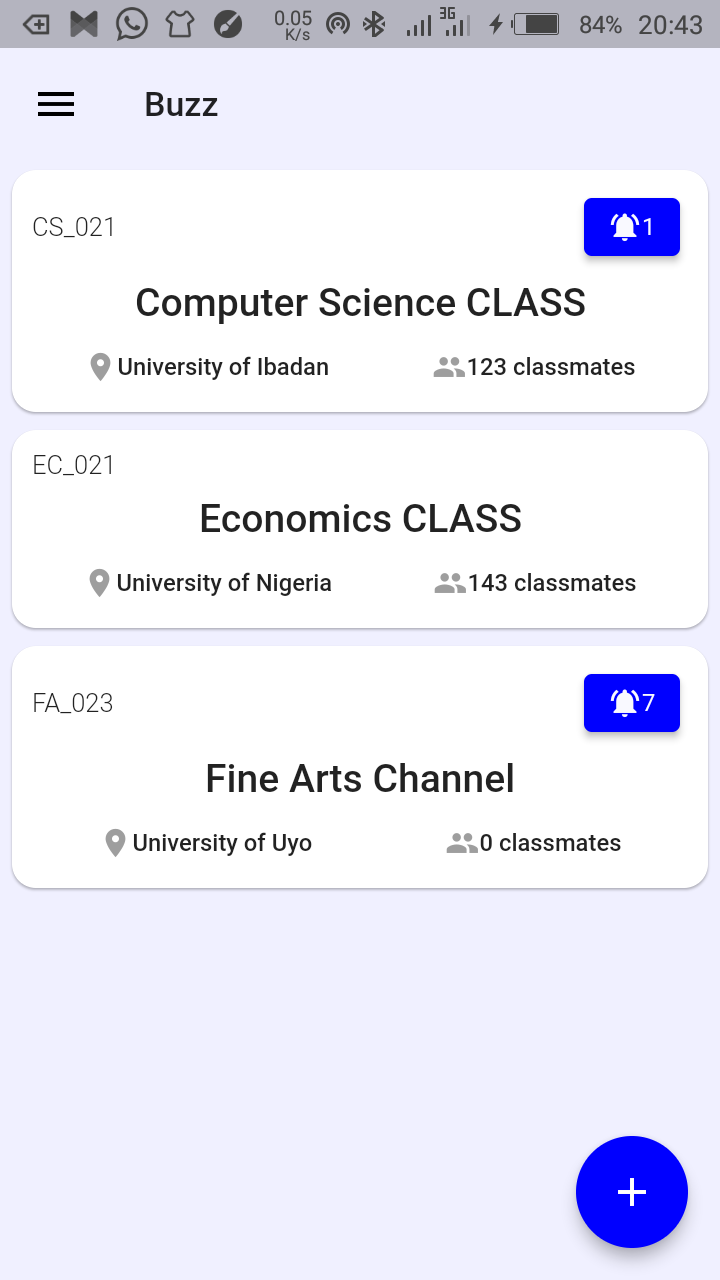 0.05 K/s 3G 84% 20:43
Buzz
CS_021 1
Computer Science CLASS
University of Ibadan 123 classmates
EC_021
Economics CLASS
University of Nigeria 143 classmates
FA_023 7
Fine Arts Channel
University of Uyo 0 classmates
+